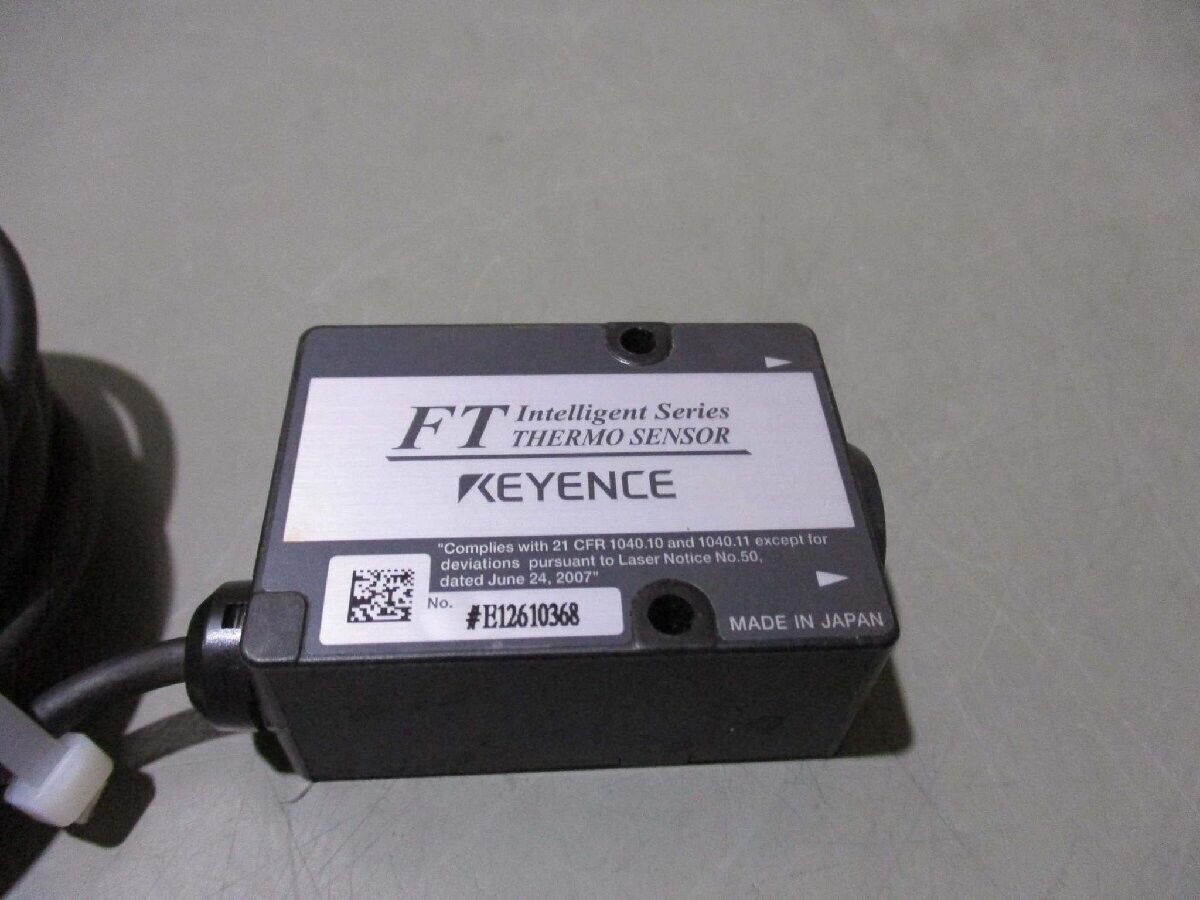 FT Intelligent Series
THERMO SENSOR
KEYENCE
"Complies with 21 CFR 1040.10 and 1040.11 except for
deviations pursuant to Laser Notice No.50,
dated June 24, 2007"
No.
#E12610368
MADE IN JAPAN